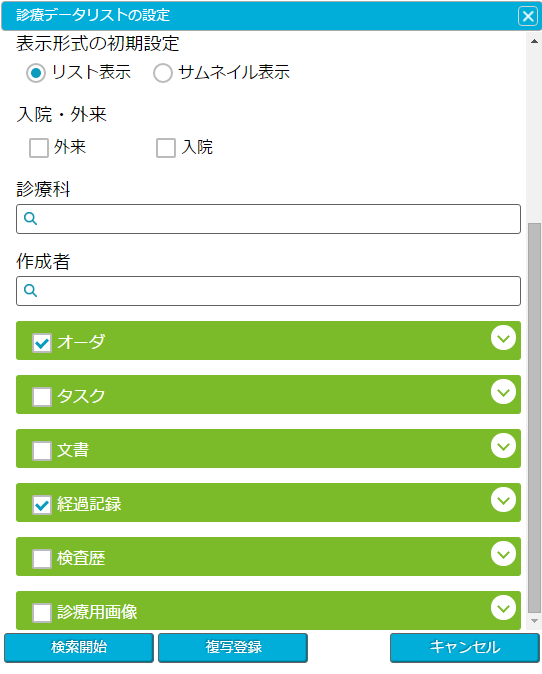 診療データリストの設定
表示形式の初期設定
リスト表示 サムネイル表示
入院・外来
外来 入院
診療科
作成者
オーダ
タスク
文書
経過記録
検査歴
診療用画像
検索開始 複写登録 キャンセル